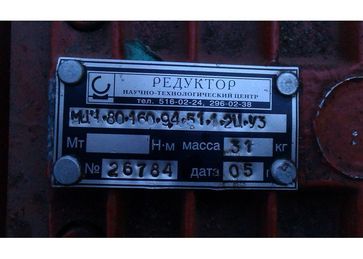 РЕДУКТОР
НАУЧНО-ТЕХНОЛОГИЧЕСКИЙ ЦЕНТР
тел. 516-02-24, 296-02-38
МЦЧ-80-160-94-51.1-2Ц-У3
Мт Н·м масса 31 кг
№ 26784 дата 05 г